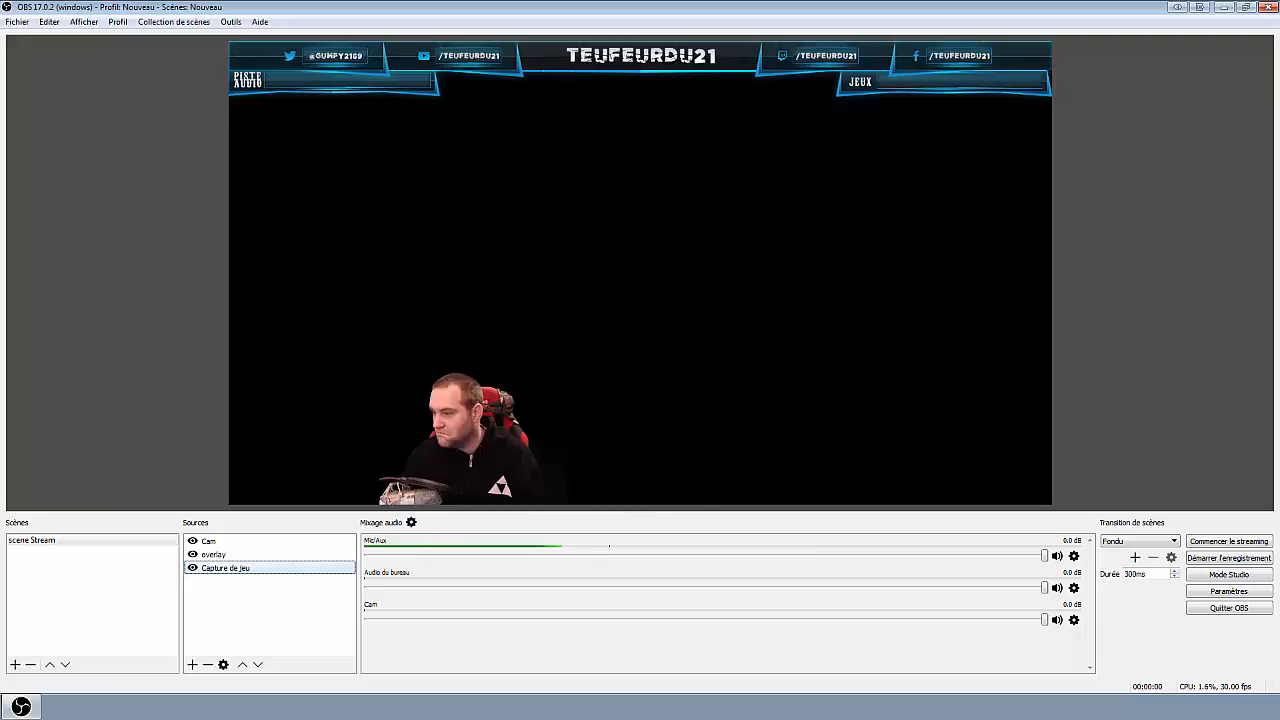 OBS 17.0.2 (windows) - Profil: Nouveau - Scènes: Nouveau
Fichier Editer Afficher Profil Collection de scènes Outils Aide
@GUMPY2159 /TEUFEURDU21 TEUFEURDU21 /TEUFEURDU21 /TEUFEURDU21
PISTE AUDIO
JEUX
Scènes
scene Stream
Sources
Cam
overlay
Capture de jeu
Mixage audio
Mic/Aux 0.0 dB
Audio du bureau 0.0 dB
Cam 0.0 dB
Transition de scènes
Fondu
Durée 300ms
Commencer le streaming
Démarrer l'enregistrement
Mode Studio
Paramètres
Quitter OBS
00:00:00 CPU: 1.6%, 30.00 fps